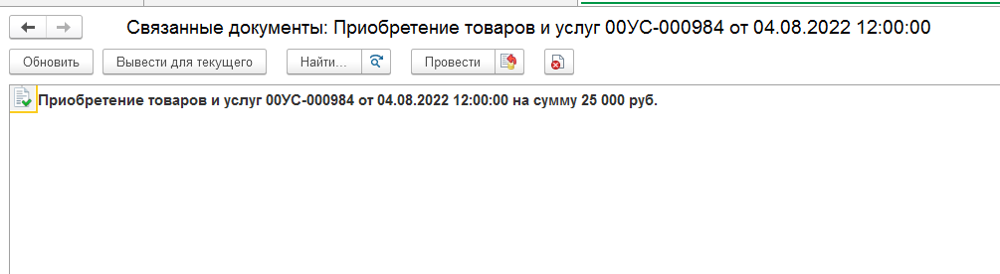 Связанные документы: Приобретение товаров и услуг 00УС-000984 от 04.08.2022 12:00:00
Обновить Вывести для текущего Найти... Провести
Приобретение товаров и услуг 00УС-000984 от 04.08.2022 12:00:00 на сумму 25 000 руб.